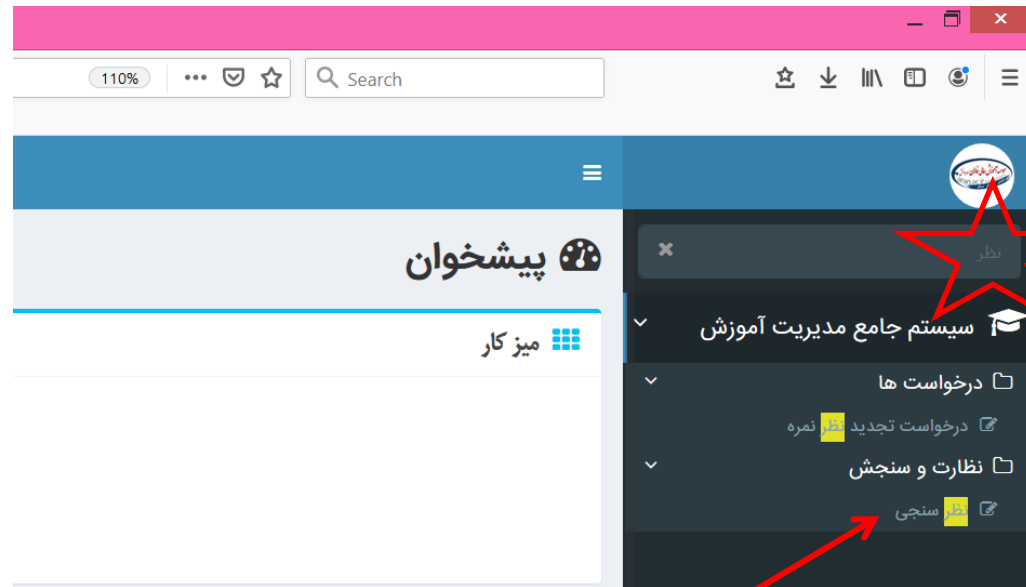 110%
Search
نظر
پیشخوان
میز کار
سیستم جامع مدیریت آموزش
درخواست ها
درخواست تجدید نظر نمره
نظارت و سنجش
نظر سنجی